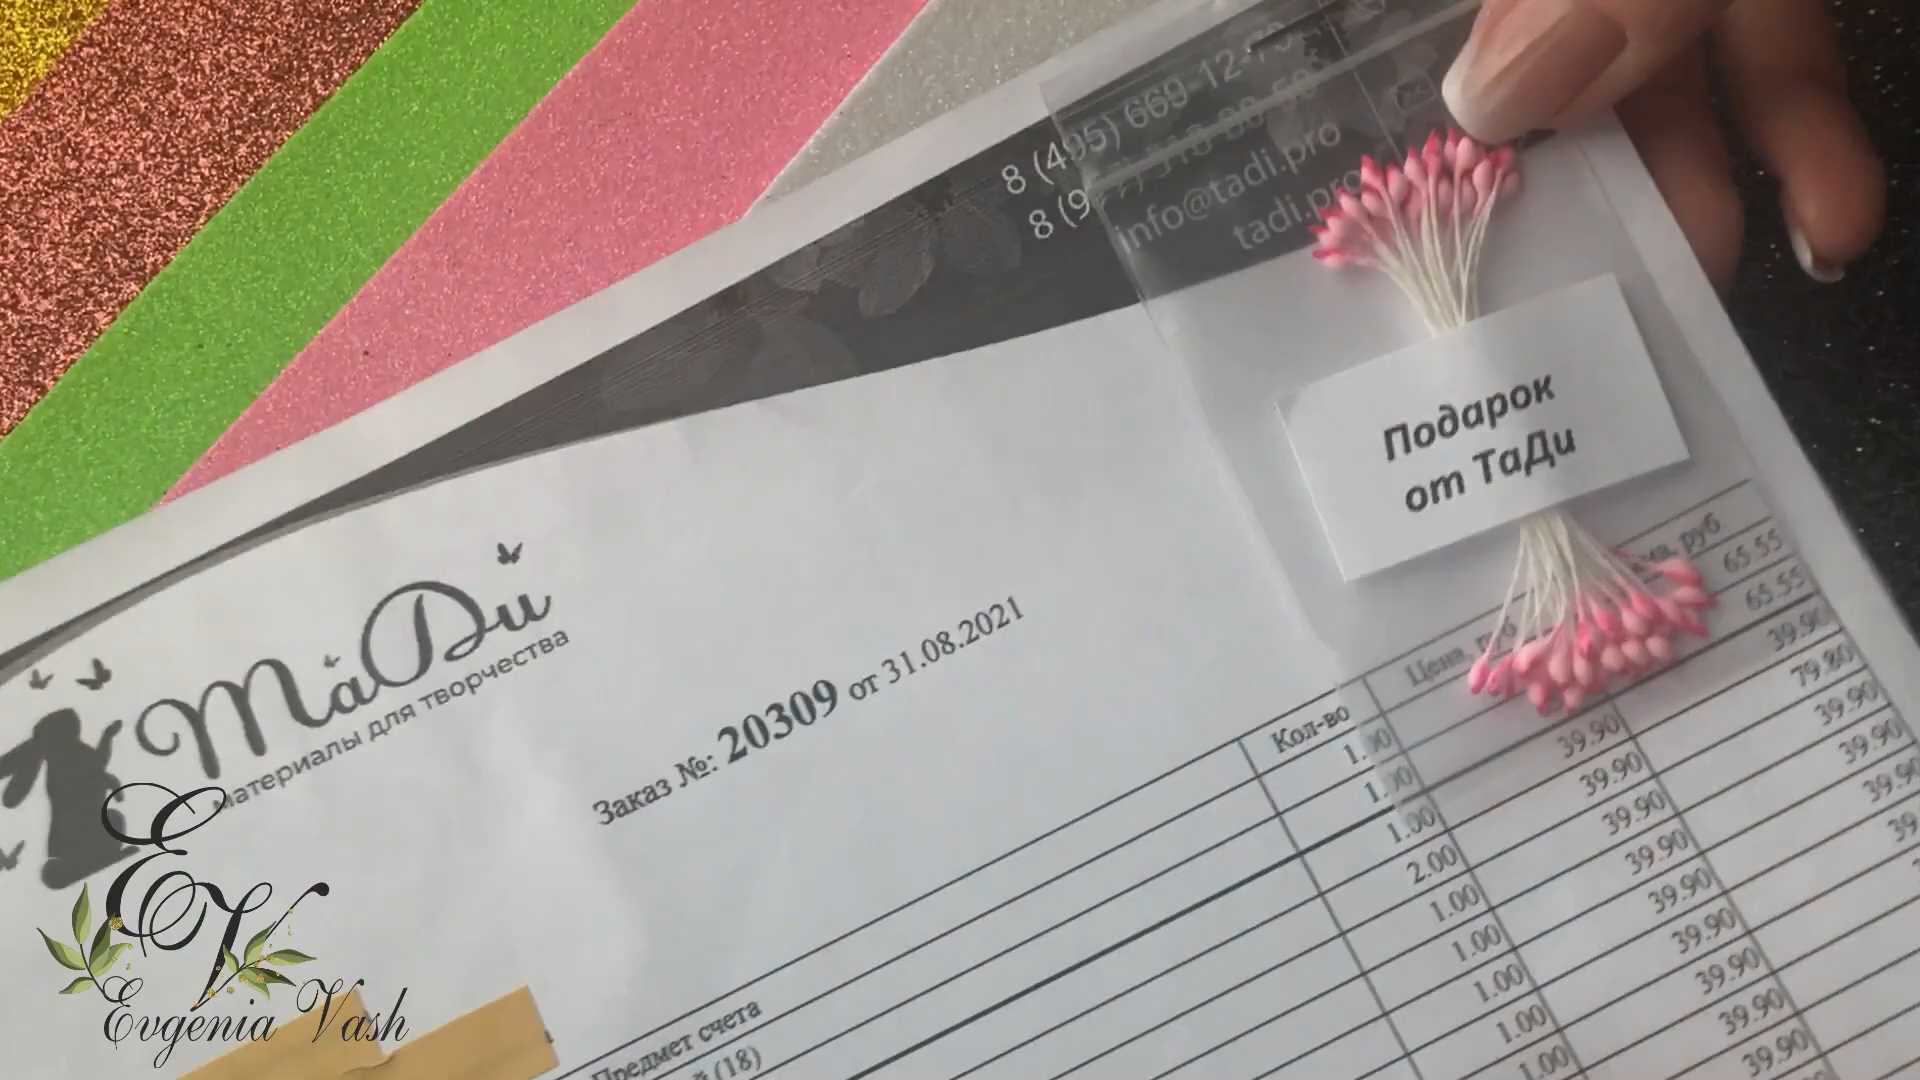 8 (495) 669-12-73
info@tadi.pro
tadi.pro
Подарок
от ТаДи
ТаДи
материалы для творчества
Заказ №: 20309 от 31.08.2021
Кол-во
Цена, руб
руб.
1.00
65.55
1.00
65.55
1.00
39.90
39.90
2.00
39.90
79.80
1.00
39.90
39.90
1.00
39.90
39.90
1.00
39.90
39.90
1.00
39.90
1.00
39.90
39.90
39.90
Предмет счета
(18)
EV
Evgenia Vash